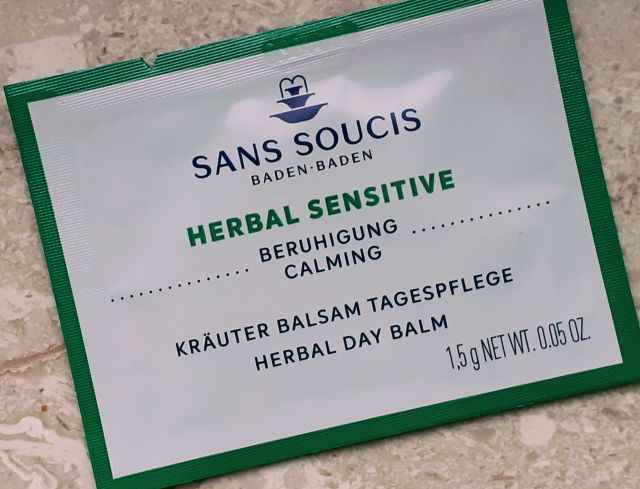 SANS SOUCIS
BADEN·BADEN
HERBAL SENSITIVE
BERUHIGUNG
CALMING
KRÄUTER BALSAM TAGESPFLEGE
HERBAL DAY BALM
1,5 g NET WT. 0.05 OZ.